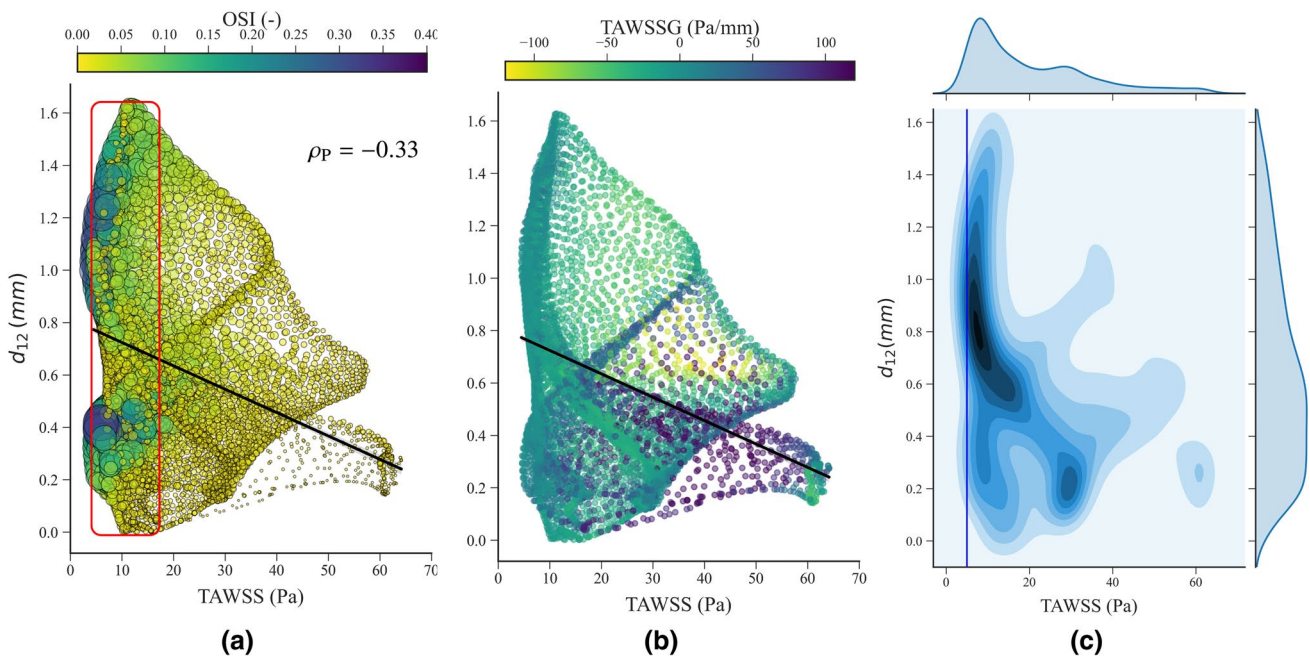 OSI (-)
0.00 0.05 0.10 0.15 0.20 0.25 0.30 0.35 0.40
1.6
1.4
1.2
1.0
0.8
0.6
0.4
0.2
0.0
d12(mm)
ρP = −0.33
0 10 20 30 40 50 60 70
TAWSS (Pa)
(a)
TAWSSG (Pa/mm)
−100 −50 0 50 100
1.6
1.4
1.2
1.0
0.8
0.6
0.4
0.2
0.0
0 10 20 30 40 50 60 70
TAWSS (Pa)
(b)
1.6
1.4
1.2
1.0
0.8
0.6
0.4
0.2
0.0
d12(mm)
0 20 40 60
TAWSS (Pa)
(c)